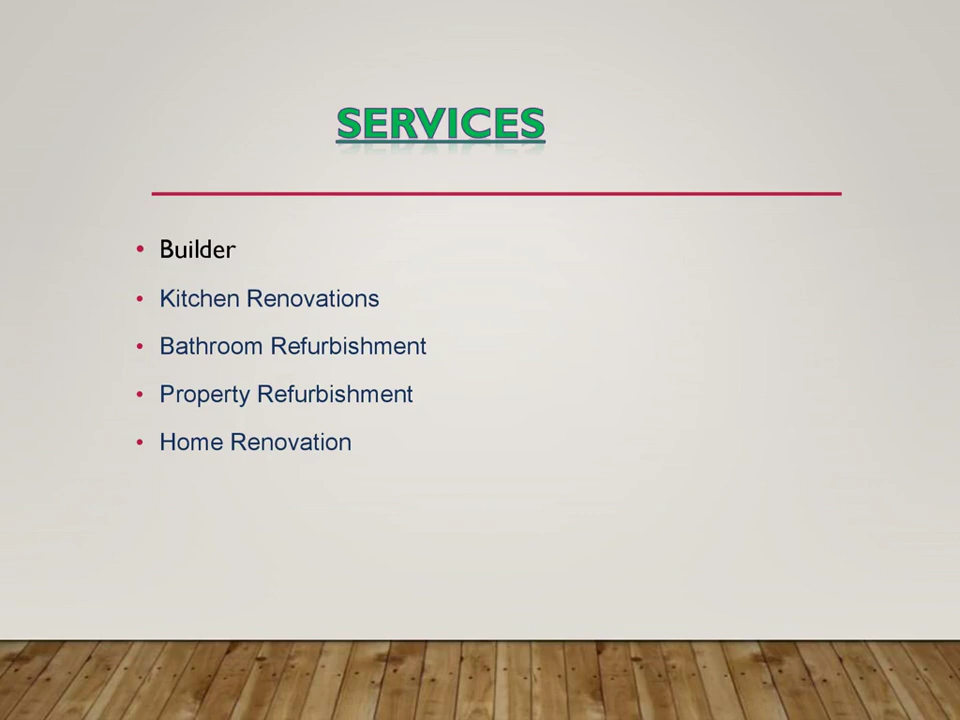 SERVICES
• Builder
• Kitchen Renovations
• Bathroom Refurbishment
• Property Refurbishment
• Home Renovation